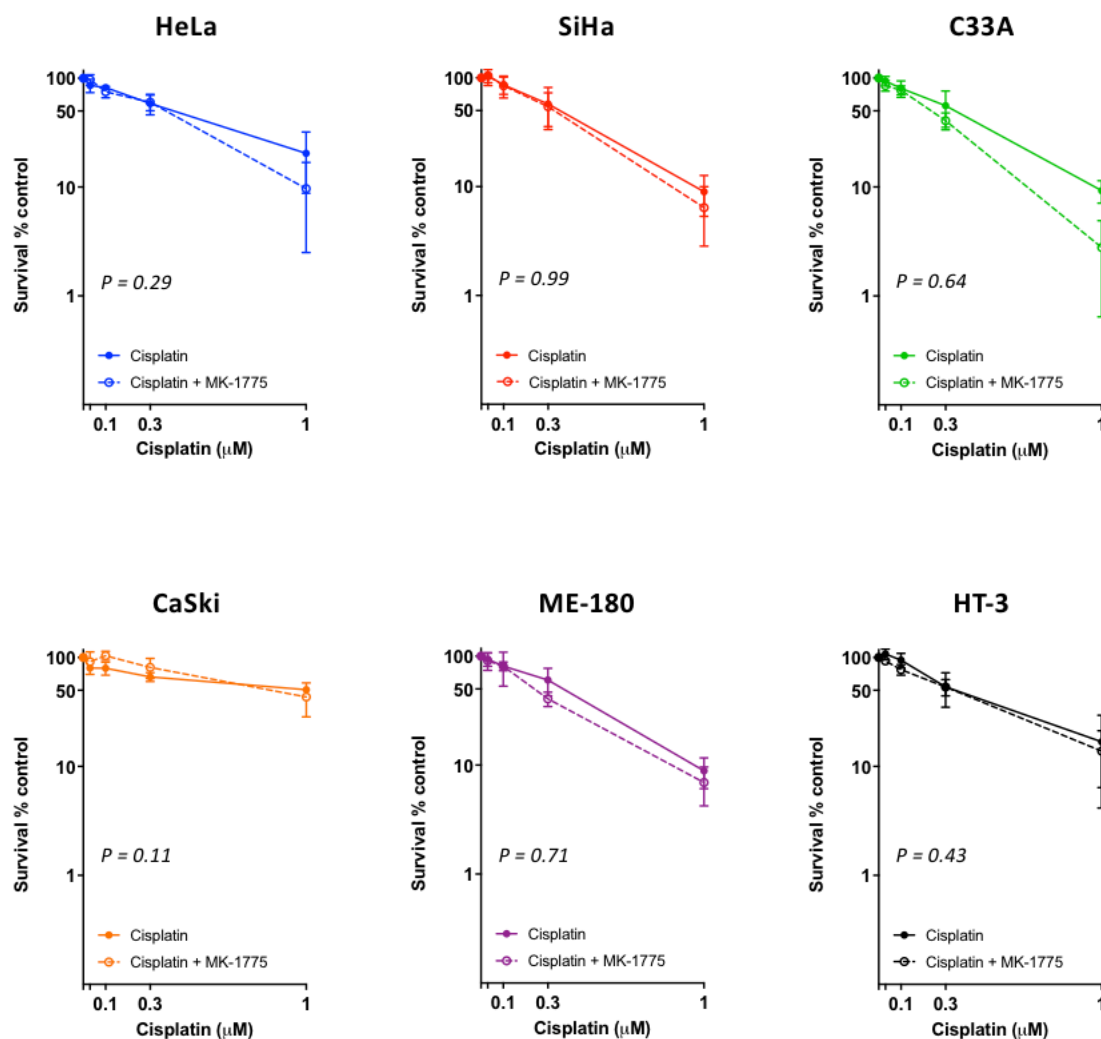 HeLa
100
50
10
1
Survival % control
P = 0.29
Cisplatin
Cisplatin + MK-1775
0.1 0.3 1
Cisplatin (μM)
SiHa
100
50
10
1
Survival % control
P = 0.99
Cisplatin
Cisplatin + MK-1775
0.1 0.3 1
Cisplatin (μM)
C33A
100
50
10
1
Survival % control
P = 0.64
Cisplatin
Cisplatin + MK-1775
0.1 0.3 1
Cisplatin (μM)
CaSki
100
50
10
1
Survival % control
P = 0.11
Cisplatin
Cisplatin + MK-1775
0.1 0.3 1
Cisplatin (μM)
ME-180
100
50
10
1
Survival % control
P = 0.71
Cisplatin
Cisplatin + MK-1775
0.1 0.3 1
Cisplatin (μM)
HT-3
100
50
10
1
Survival % control
P = 0.43
Cisplatin
Cisplatin + MK-1775
0.1 0.3 1
Cisplatin (μM)